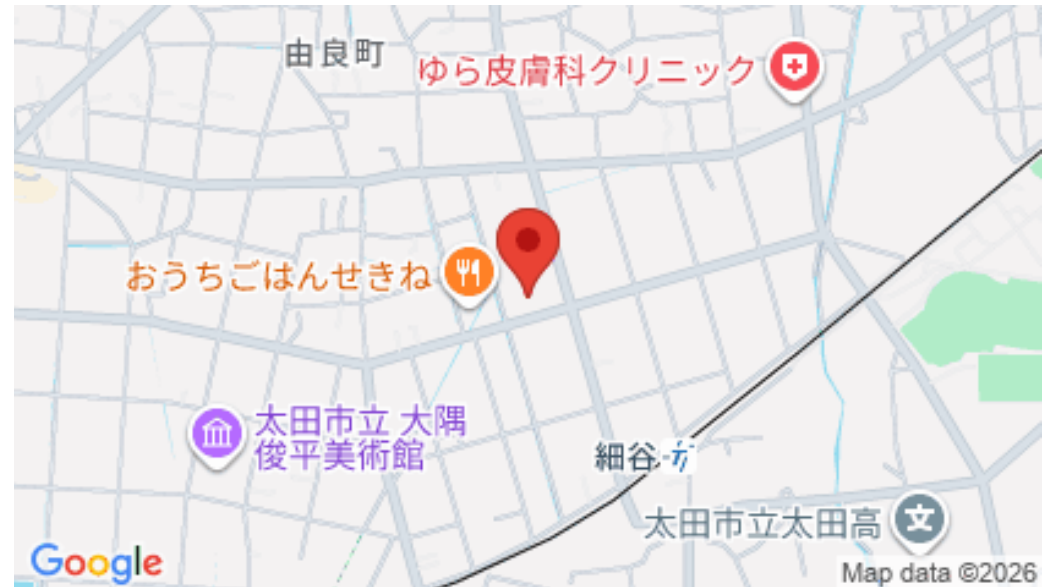 由良町
ゆら皮膚科クリニック
おうちごはんせきね
太田市立 大隅
俊平美術館
細谷
太田市立太田高
文
Google
Map data ©2026